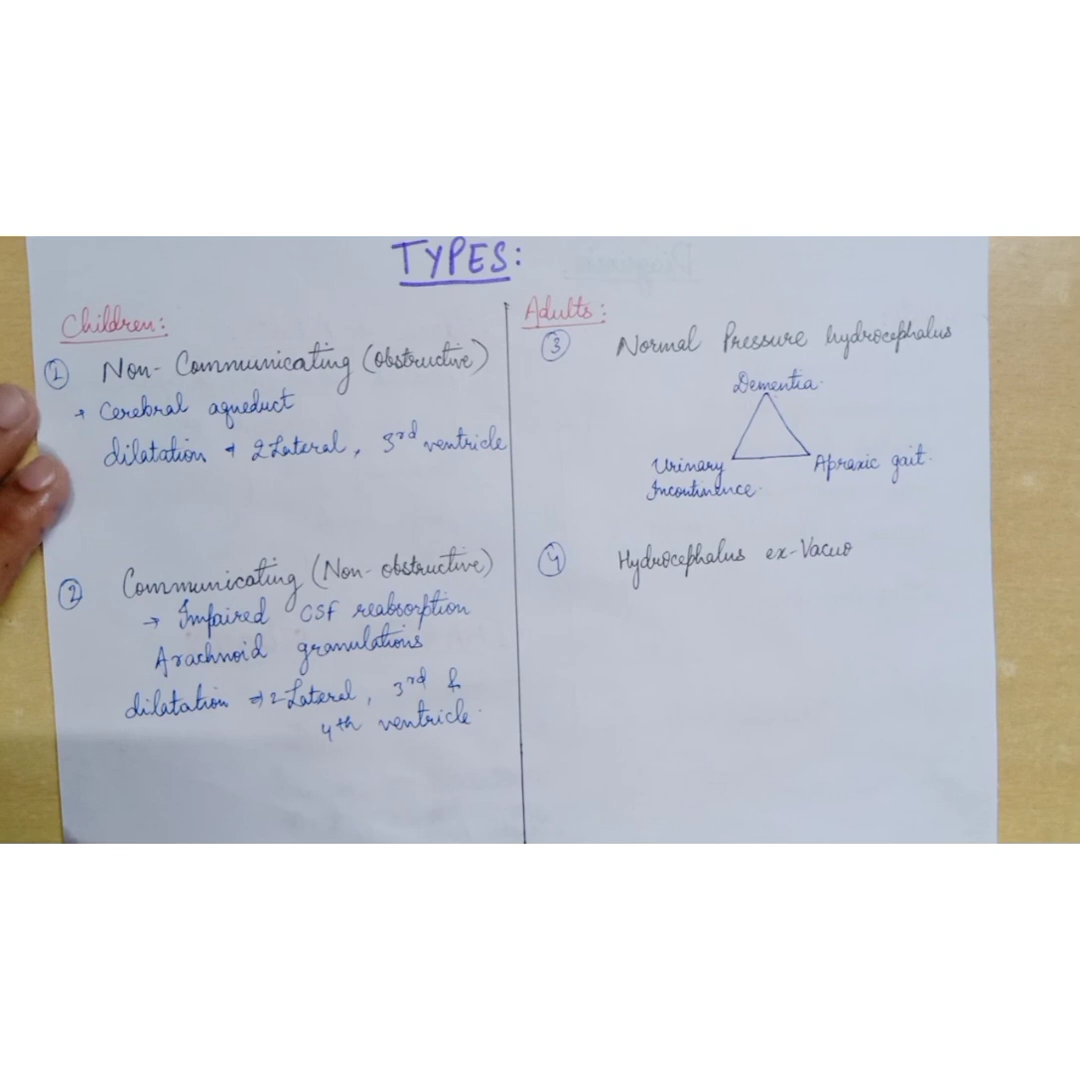 TYPES:
Children:
① Non-Communicating (obstructive)
→ Cerebral aqueduct
dilatation → 2 Lateral, 3rd ventricle
② Communicating (Non-obstructive)
→ Impaired CSF reabsorption
Arachnoid granulations
dilatation ⇒ 2-Lateral, 3rd &
4th ventricle.
Adults:
③ Normal Pressure hydrocephalus
Dementia.
Urinary
Incontinence.
Apraxic gait.
④ Hydrocephalus ex-Vacuo